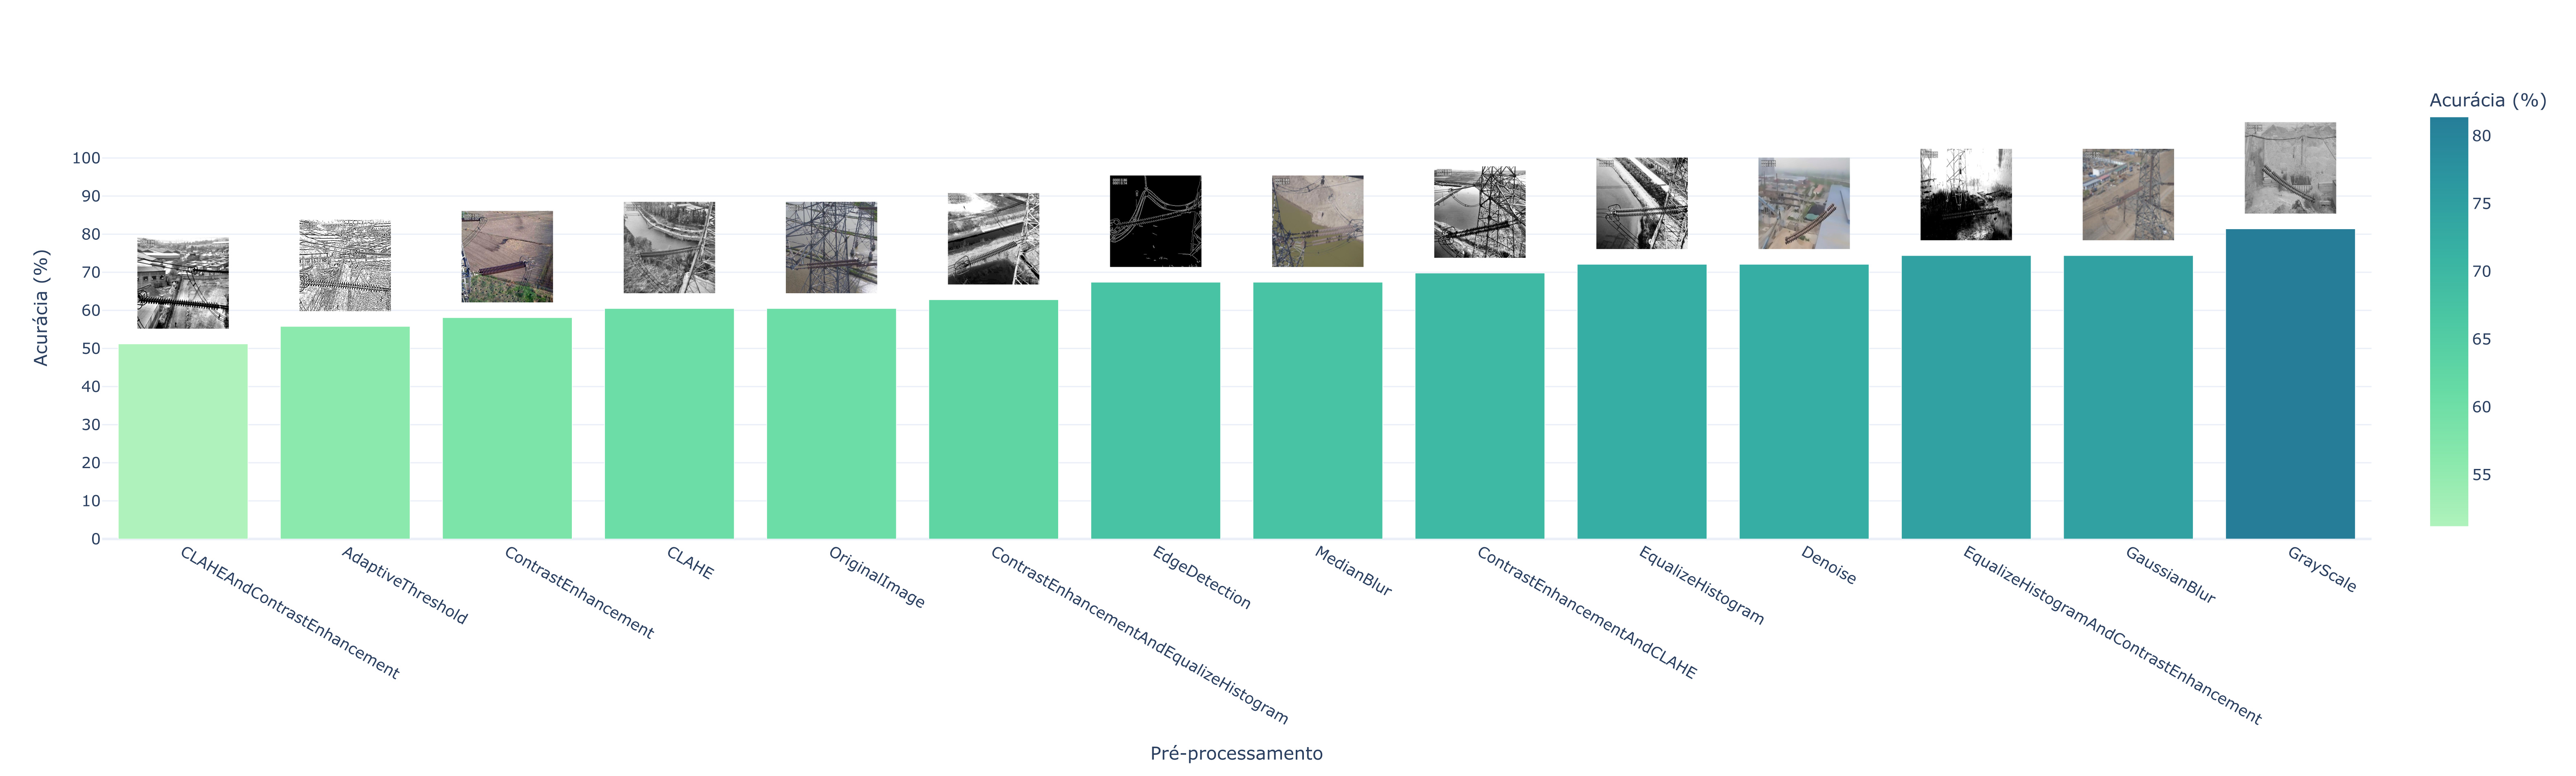 Acurácia (%)
100
90
80
70
60
50
40
30
20
10
0
Acurácia (%)
80
75
70
65
60
55
CLAHEAndContrastEnhancement
AdaptiveThreshold
ContrastEnhancement
CLAHE
OriginalImage
ContrastEnhancementAndEqualizeHistogram
EdgeDetection
MedianBlur
ContrastEnhancementAndCLAHE
EqualizeHistogram
Denoise
EqualizeHistogramAndContrastEnhancement
GaussianBlur
GrayScale
Pré-processamento